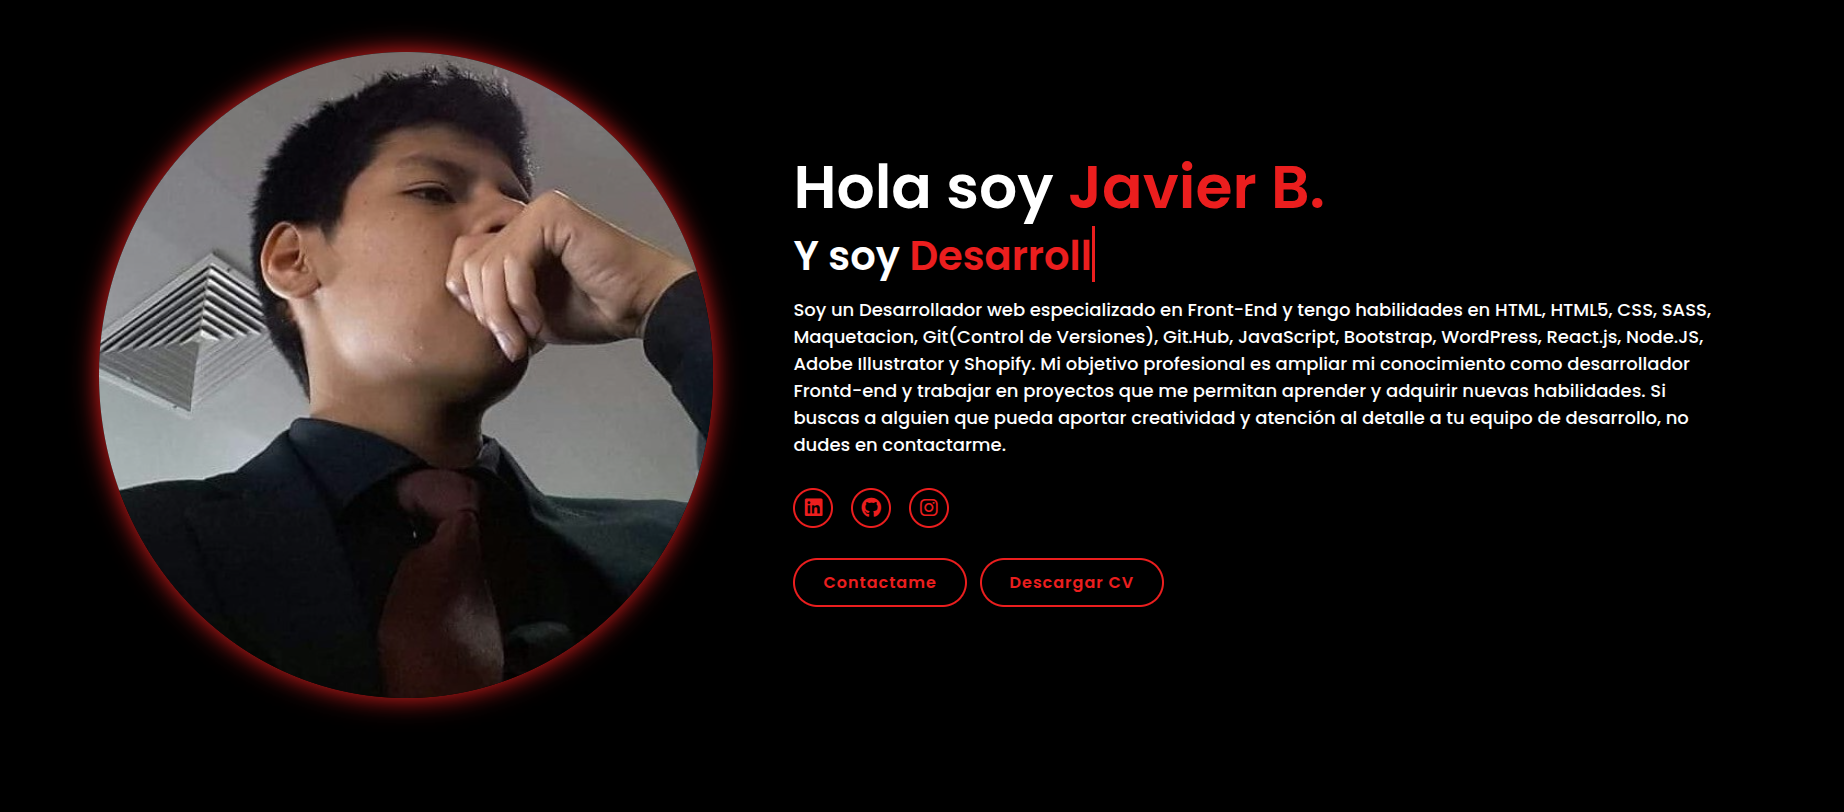 Hola soy Javier B.
Y soy Desarroll
Soy un Desarrollador web especializado en Front-End y tengo habilidades en HTML, HTML5, CSS, SASS,
Maquetacion, Git(Control de Versiones), Git.Hub, JavaScript, Bootstrap, WordPress, React.js, Node.JS,
Adobe Illustrator y Shopify. Mi objetivo profesional es ampliar mi conocimiento como desarrollador
Frontd-end y trabajar en proyectos que me permitan aprender y adquirir nuevas habilidades. Si
buscas a alguien que pueda aportar creatividad y atención al detalle a tu equipo de desarrollo, no
dudes en contactarme.
in
Contactame Descargar CV